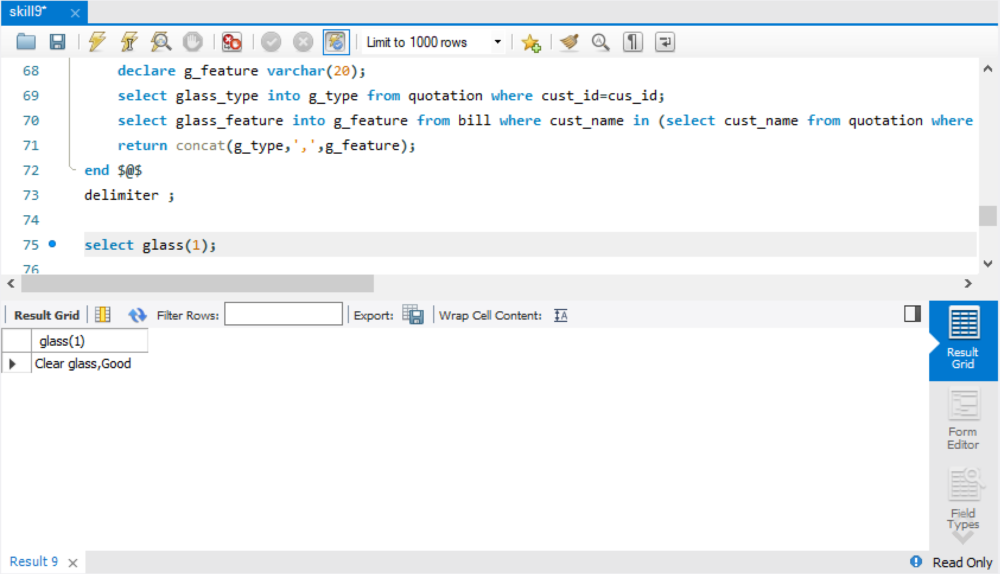 skill9*
Limit to 1000 rows
68 declare g_feature varchar(20);
69 select glass_type into g_type from quotation where cust_id=cus_id;
70 select glass_feature into g_feature from bill where cust_name in (select cust_name from quotation where
71 return concat(g_type,',',g_feature);
72 end $@$
73 delimiter ;
74
75 select glass(1);
76
Result Grid Filter Rows: Export: Wrap Cell Content:
glass(1)
Clear glass,Good
Result
Grid
Form
Editor
Field
Types
Result 9
Read Only